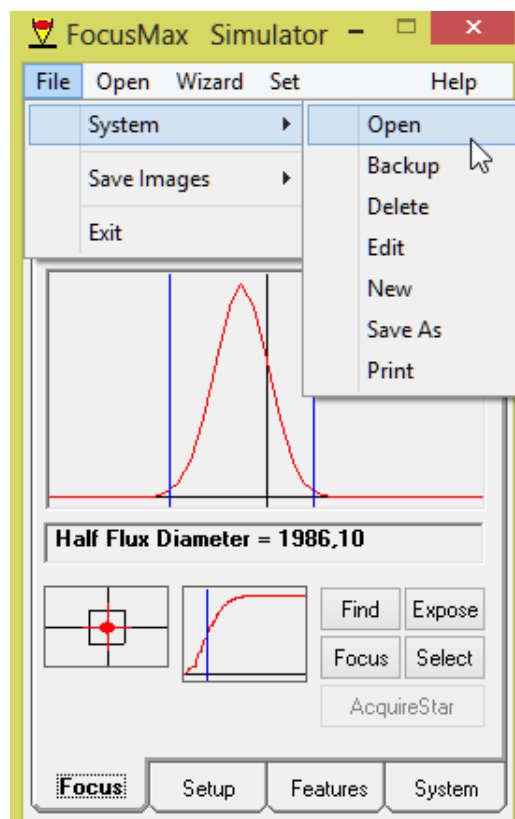 FocusMax Simulator
File Open Wizard Set Help
System Open
Backup
Save Images
Delete
Exit
Edit
New
Save As
Print
Half Flux Diameter = 1986,10
Find Expose
Focus Select
AcquireStar
Focus Setup Features System